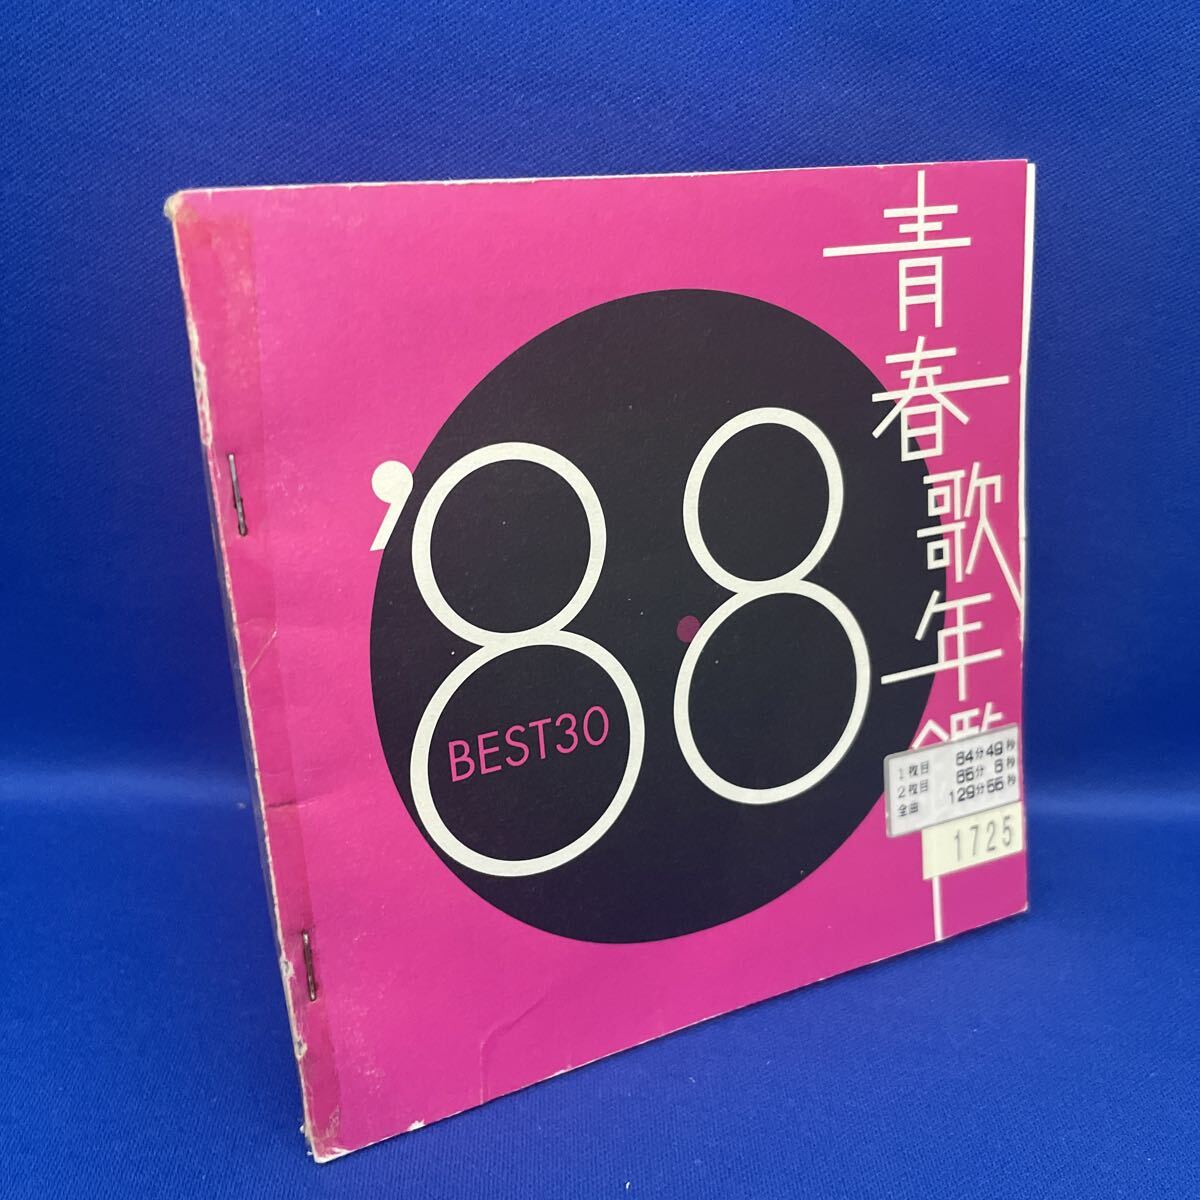 青春歌年鑑
'88
BEST30
1枚目 64分49秒
2枚目 65分6秒
全曲 129分55秒
1725